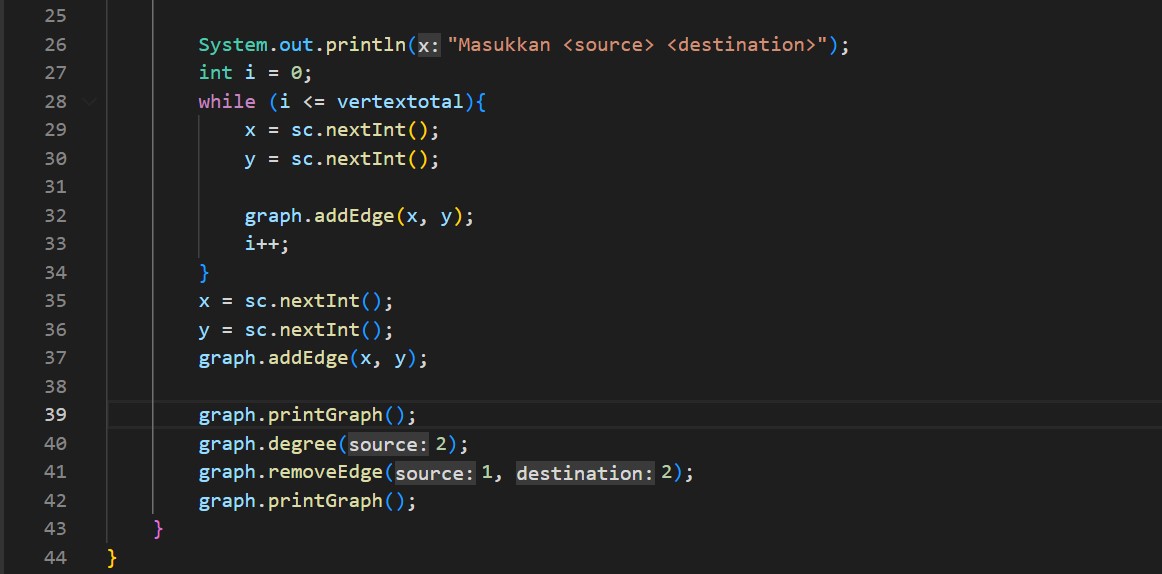 25
26 System.out.println(x: "Masukkan <source> <destination>");
27 int i = 0;
28 while (i <= vertextotal){
29 x = sc.nextInt();
30 y = sc.nextInt();
31
32 graph.addEdge(x, y);
33 i++;
34 }
35 x = sc.nextInt();
36 y = sc.nextInt();
37 graph.addEdge(x, y);
38
39 graph.printGraph();
40 graph.degree(source: 2);
41 graph.removeEdge(source: 1, destination: 2);
42 graph.printGraph();
43 }
44 }